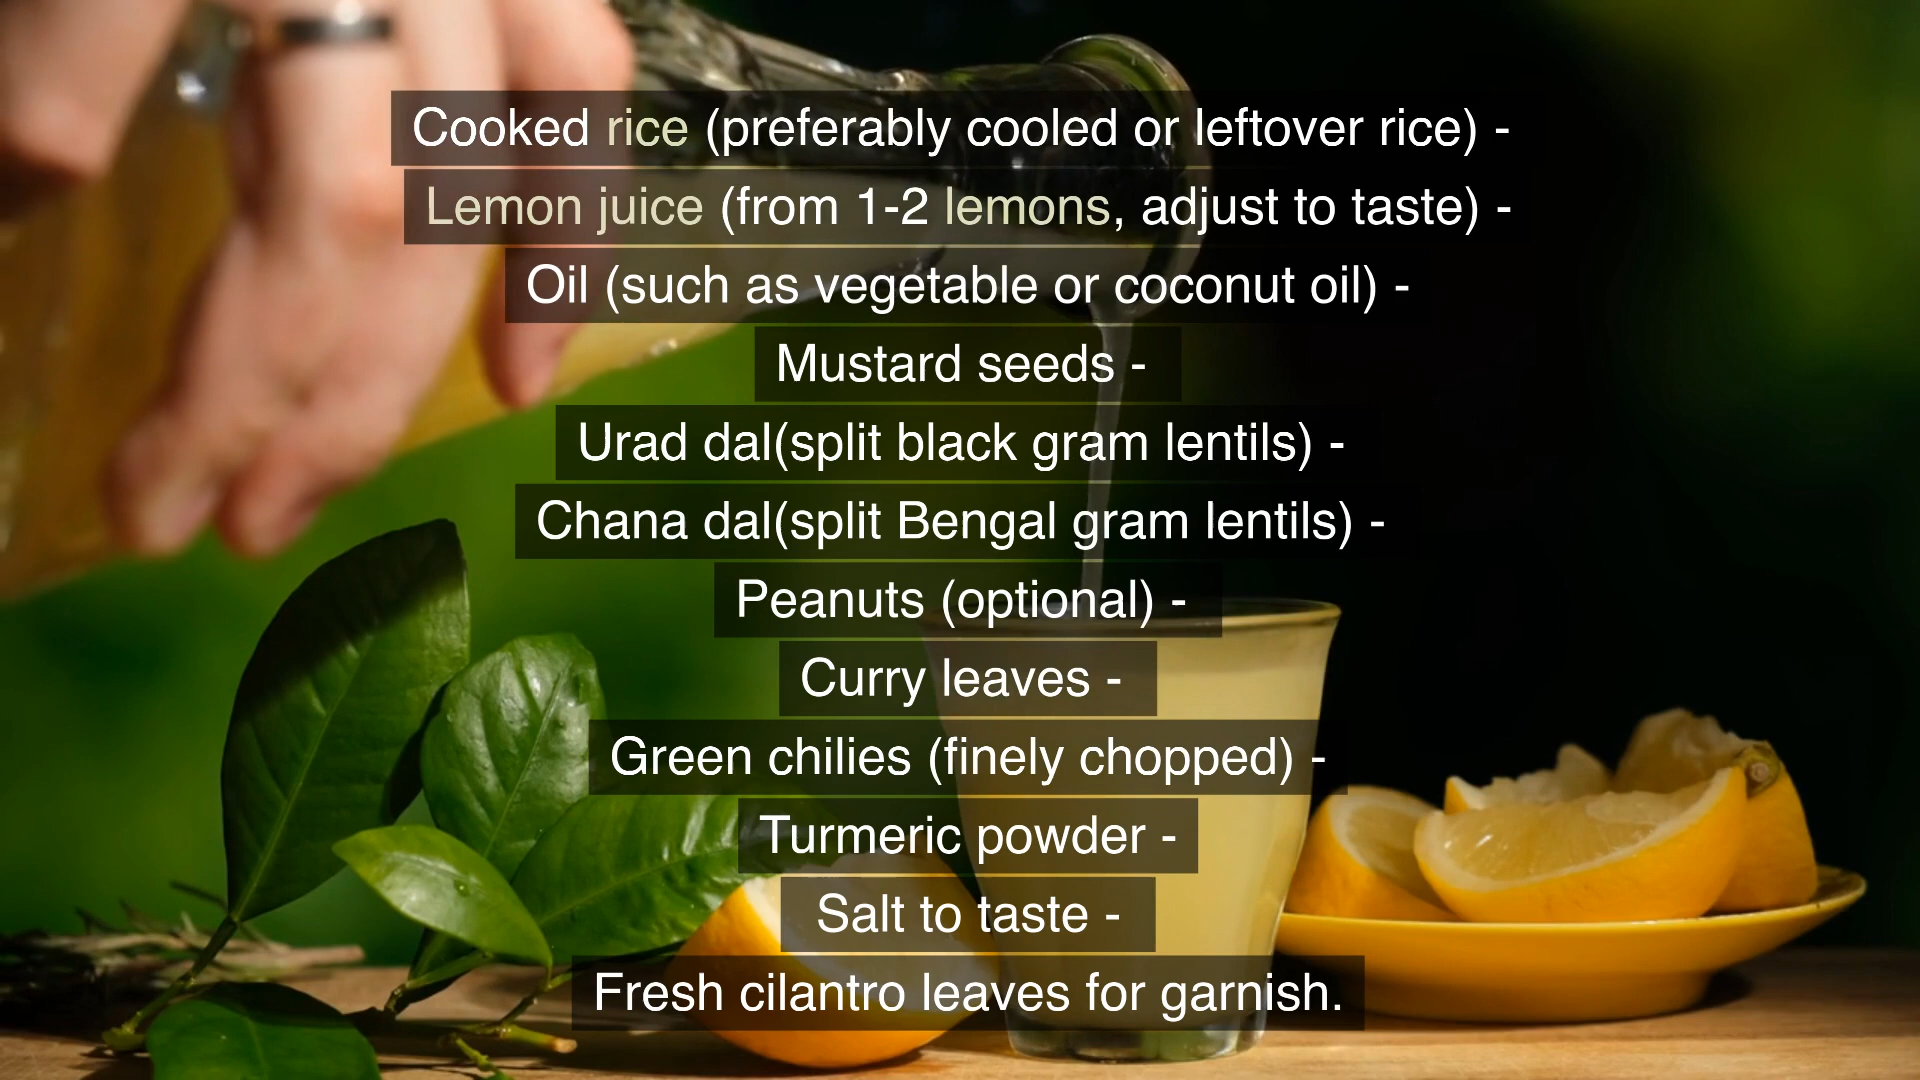 Cooked rice (preferably cooled or leftover rice) -
Lemon juice (from 1-2 lemons, adjust to taste) -
Oil (such as vegetable or coconut oil) -
Mustard seeds -
Urad dal(split black gram lentils) -
Chana dal(split Bengal gram lentils) -
Peanuts (optional) -
Curry leaves -
Green chilies (finely chopped) -
Turmeric powder -
Salt to taste -
Fresh cilantro leaves for garnish.